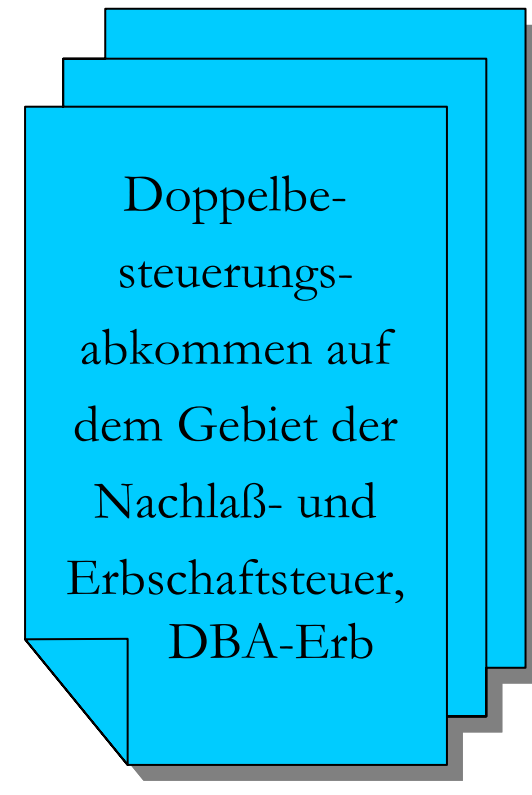 Doppelbe-
steuerungs-
abkommen auf
dem Gebiet der
Nachlaß- und
Erbschaftsteuer,
DBA-Erb